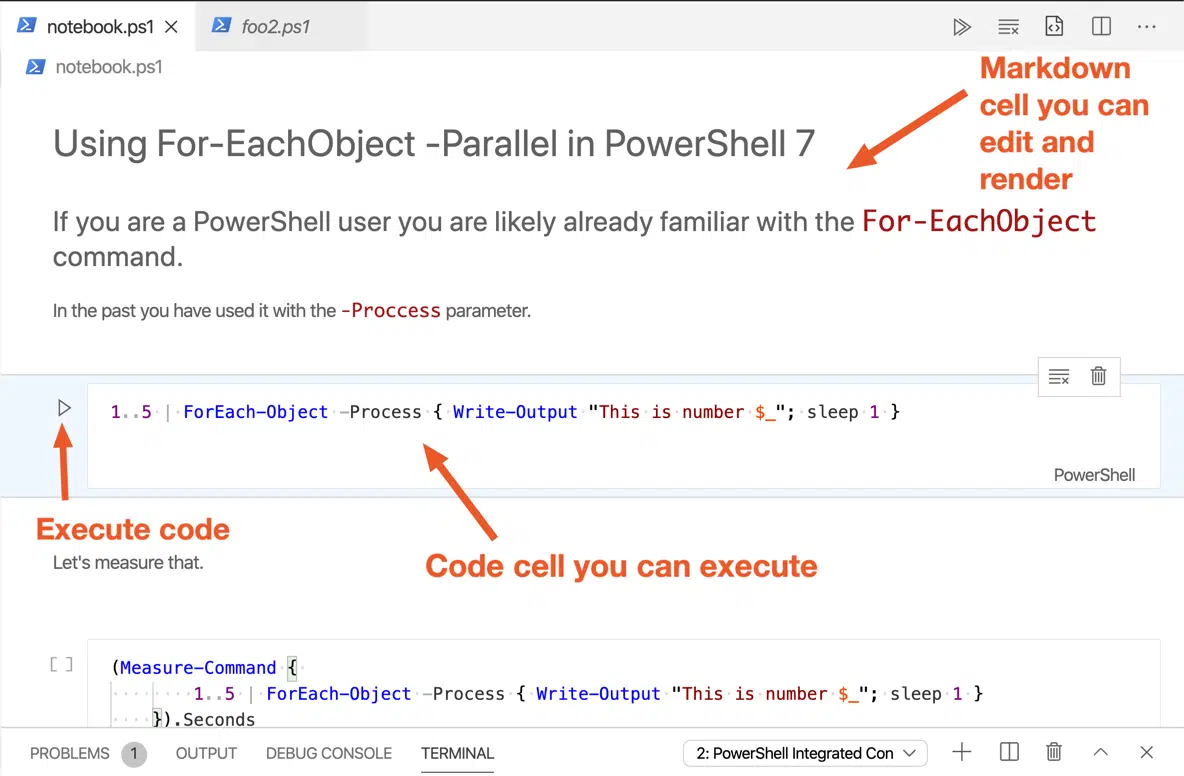 notebook.ps1
foo2.ps1
notebook.ps1
Markdown
cell you can
edit and
render
Using For-EachObject -Parallel in PowerShell 7
If you are a PowerShell user you are likely already familiar with the For-EachObject
command.
In the past you have used it with the -Proccess parameter.
1..5 | ForEach-Object -Process { Write-Output "This is number $_"; sleep 1 }
PowerShell
Execute code
Let's measure that.
Code cell you can execute
[ ]
(Measure-Command {
1..5 | ForEach-Object -Process { Write-Output "This is number $_"; sleep 1 }
}).Seconds
PROBLEMS 1 OUTPUT DEBUG CONSOLE TERMINAL 2: PowerShell Integrated Con